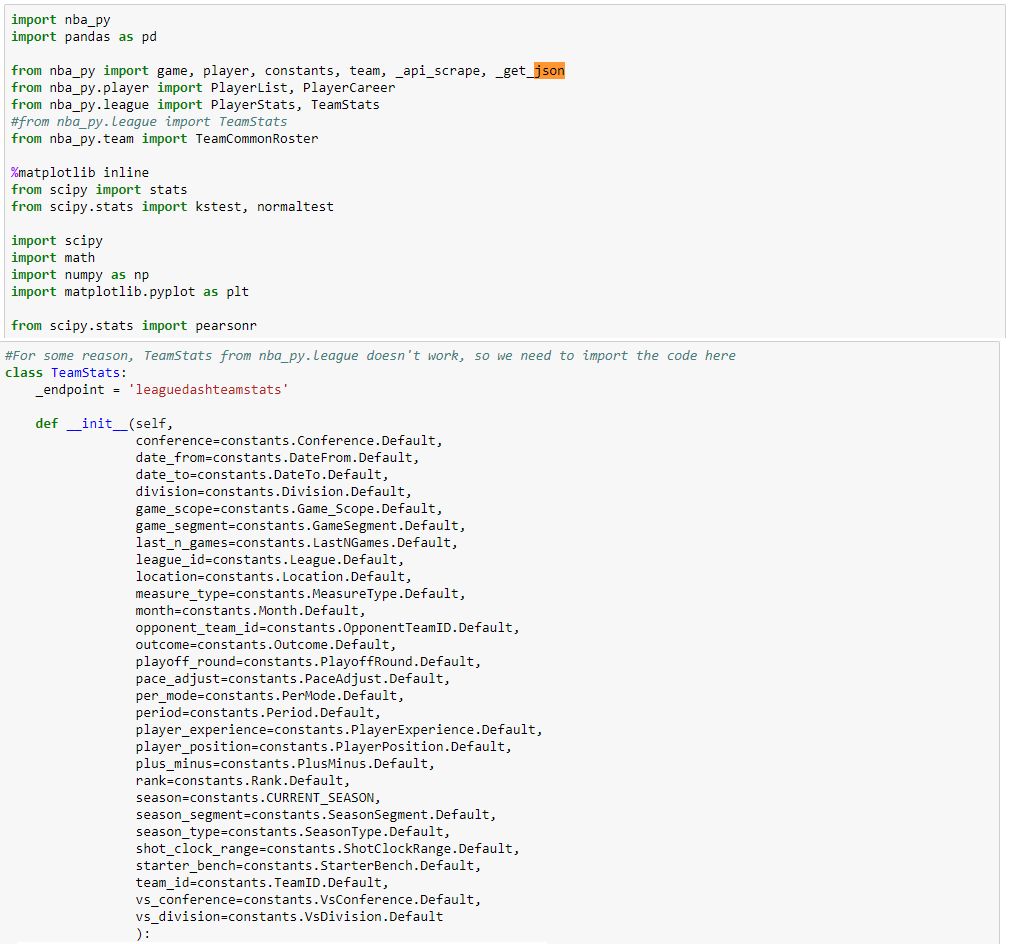 import nba_py
import pandas as pd
from nba_py import game, player, constants, team, _api_scrape, _get_json
from nba_py.player import PlayerList, PlayerCareer
from nba_py.league import PlayerStats, TeamStats
#from nba_py.league import TeamStats
from nba_py.team import TeamCommonRoster
%matplotlib inline
from scipy import stats
from scipy.stats import kstest, normaltest
import scipy
import math
import numpy as np
import matplotlib.pyplot as plt
from scipy.stats import pearsonr
#For some reason, TeamStats from nba_py.league doesn't work, so we need to import the code here
class TeamStats:
    _endpoint = 'leaguedashteamstats'
    def __init__(self,
                 conference=constants.Conference.Default,
                 date_from=constants.DateFrom.Default,
                 date_to=constants.DateTo.Default,
                 division=constants.Division.Default,
                 game_scope=constants.Game_Scope.Default,
                 game_segment=constants.GameSegment.Default,
                 last_n_games=constants.LastNGames.Default,
                 league_id=constants.League.Default,
                 location=constants.Location.Default,
                 measure_type=constants.MeasureType.Default,
                 month=constants.Month.Default,
                 opponent_team_id=constants.OpponentTeamID.Default,
                 outcome=constants.Outcome.Default,
                 playoff_round=constants.PlayoffRound.Default,
                 pace_adjust=constants.PaceAdjust.Default,
                 per_mode=constants.PerMode.Default,
                 period=constants.Period.Default,
                 player_experience=constants.PlayerExperience.Default,
                 player_position=constants.PlayerPosition.Default,
                 plus_minus=constants.PlusMinus.Default,
                 rank=constants.Rank.Default,
                 season=constants.CURRENT_SEASON,
                 season_segment=constants.SeasonSegment.Default,
                 season_type=constants.SeasonType.Default,
                 shot_clock_range=constants.ShotClockRange.Default,
                 starter_bench=constants.StarterBench.Default,
                 team_id=constants.TeamID.Default,
                 vs_conference=constants.VsConference.Default,
                 vs_division=constants.VsDivision.Default
                 ):